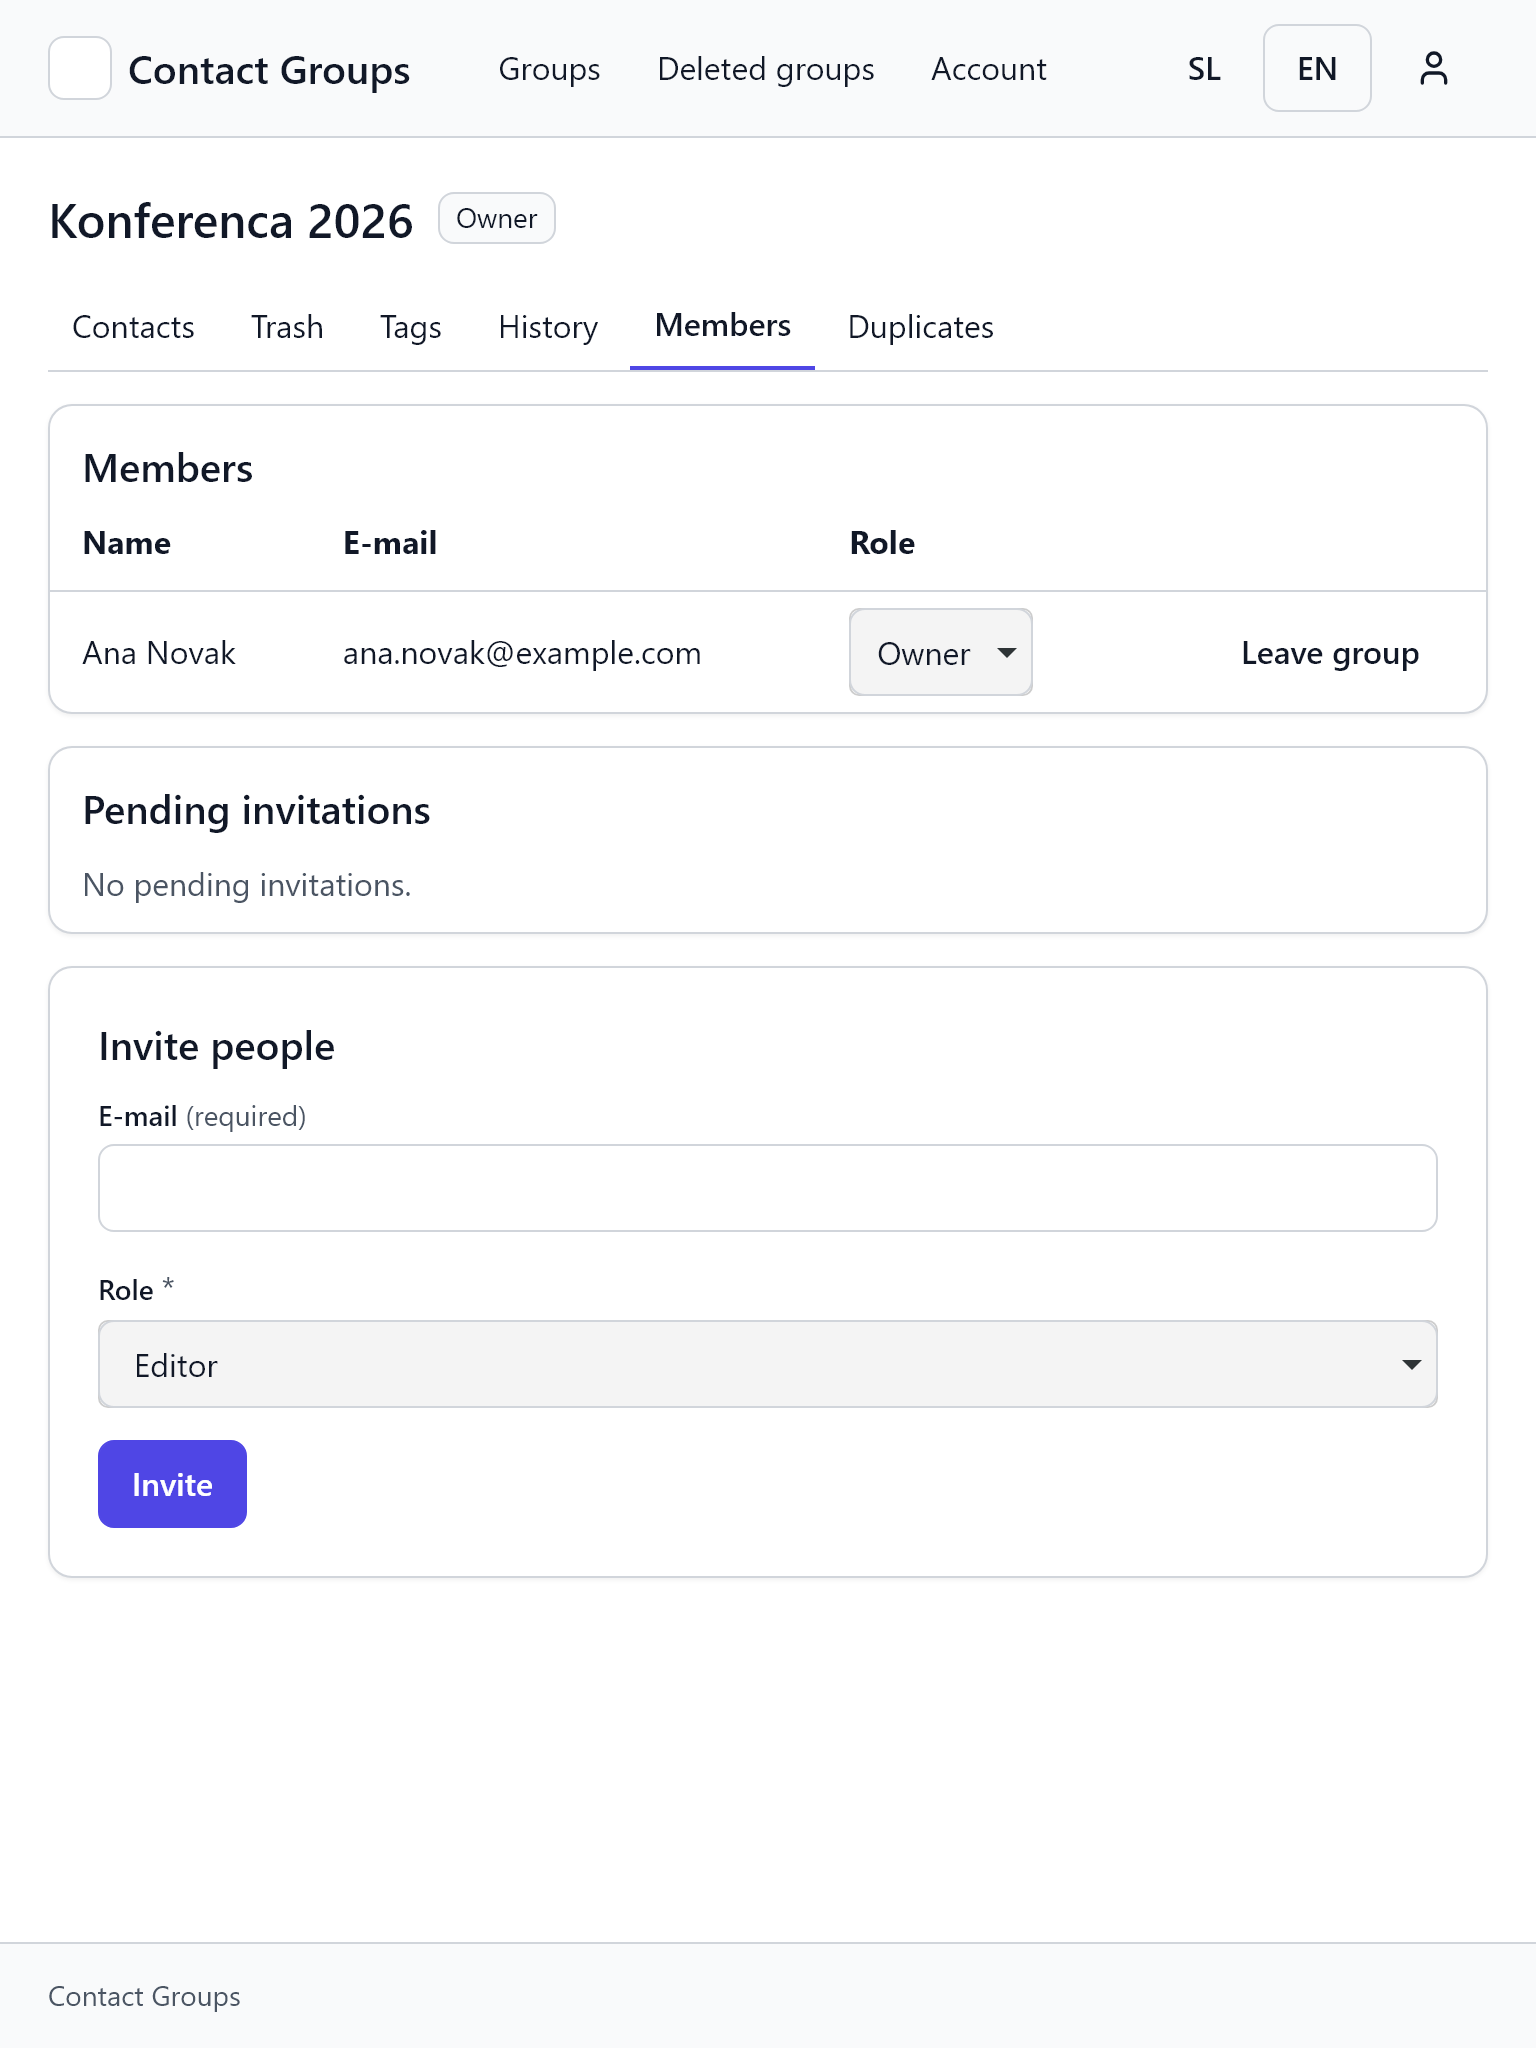 Contact Groups Groups Deleted groups Account SL EN
Konferenca 2026 Owner
Contacts Trash Tags History Members Duplicates
Members
Name E-mail Role
Ana Novak ana.novak@example.com Owner Leave group
Pending invitations
No pending invitations.
Invite people
E-mail (required)
Role *
Editor
Invite
Contact Groups